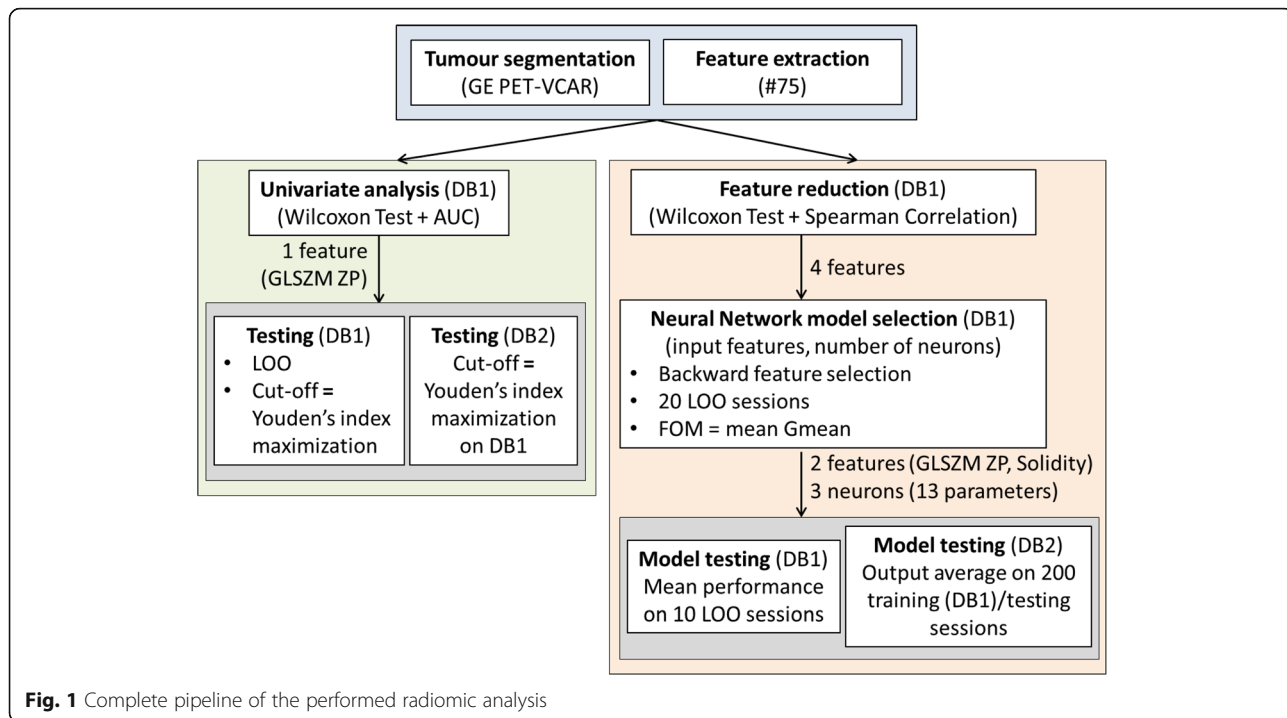 Tumour segmentation
(GE PET-VCAR)
Feature extraction
(#75)
Univariate analysis (DB1)
(Wilcoxon Test + AUC)
1 feature
(GLSZM ZP)
Testing (DB1)
• LOO
• Cut-off =
Youden's index
maximization
Testing (DB2)
Cut-off =
Youden's index
maximization
on DB1
Feature reduction (DB1)
(Wilcoxon Test + Spearman Correlation)
4 features
Neural Network model selection (DB1)
(input features, number of neurons)
• Backward feature selection
• 20 LOO sessions
• FOM = mean Gmean
2 features (GLSZM ZP, Solidity)
3 neurons (13 parameters)
Model testing (DB1)
Mean performance
on 10 LOO sessions
Model testing (DB2)
Output average on 200
training (DB1)/testing
sessions
Fig. 1 Complete pipeline of the performed radiomic analysis